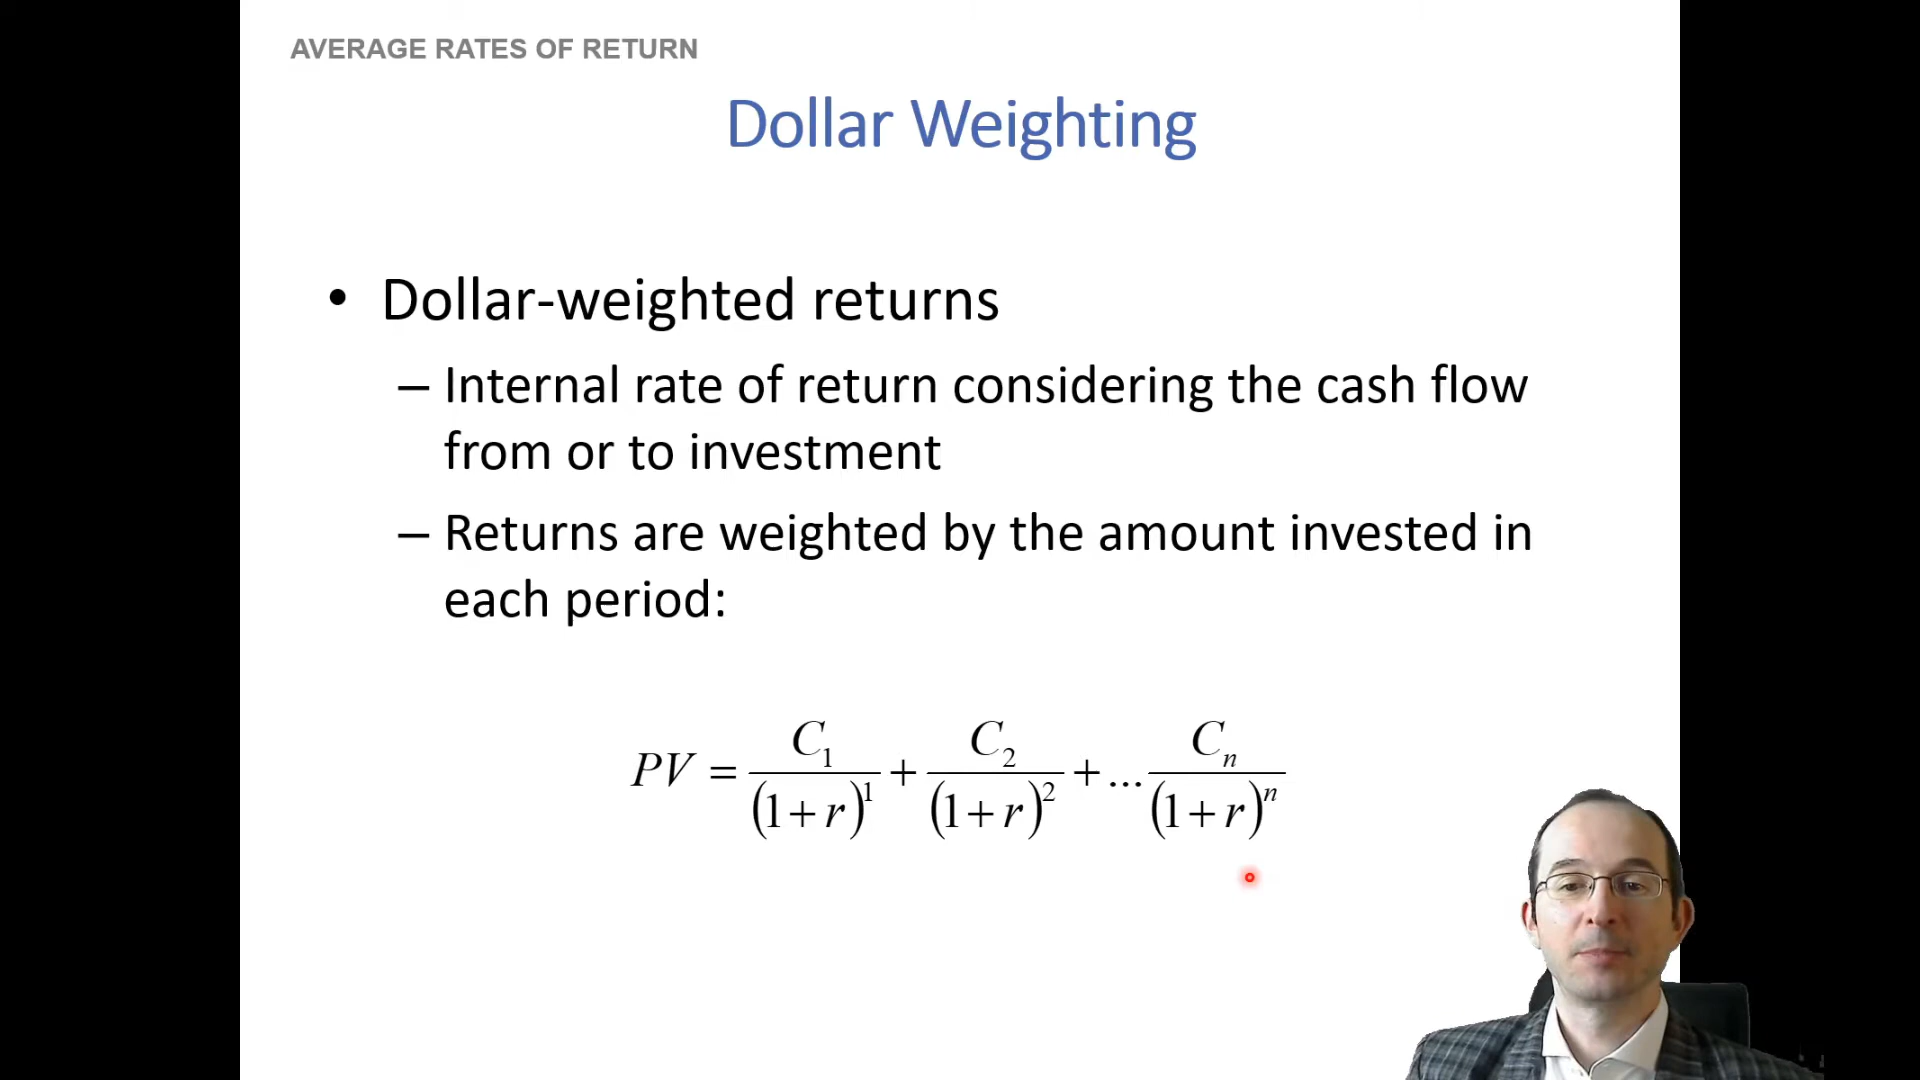 AVERAGE RATES OF RETURN
Dollar Weighting
• Dollar-weighted returns
– Internal rate of return considering the cash flow
from or to investment
– Returns are weighted by the amount invested in
each period:
PV = C₁/(1+r)¹ + C₂/(1+r)² + ... Cₙ/(1+r)ⁿ